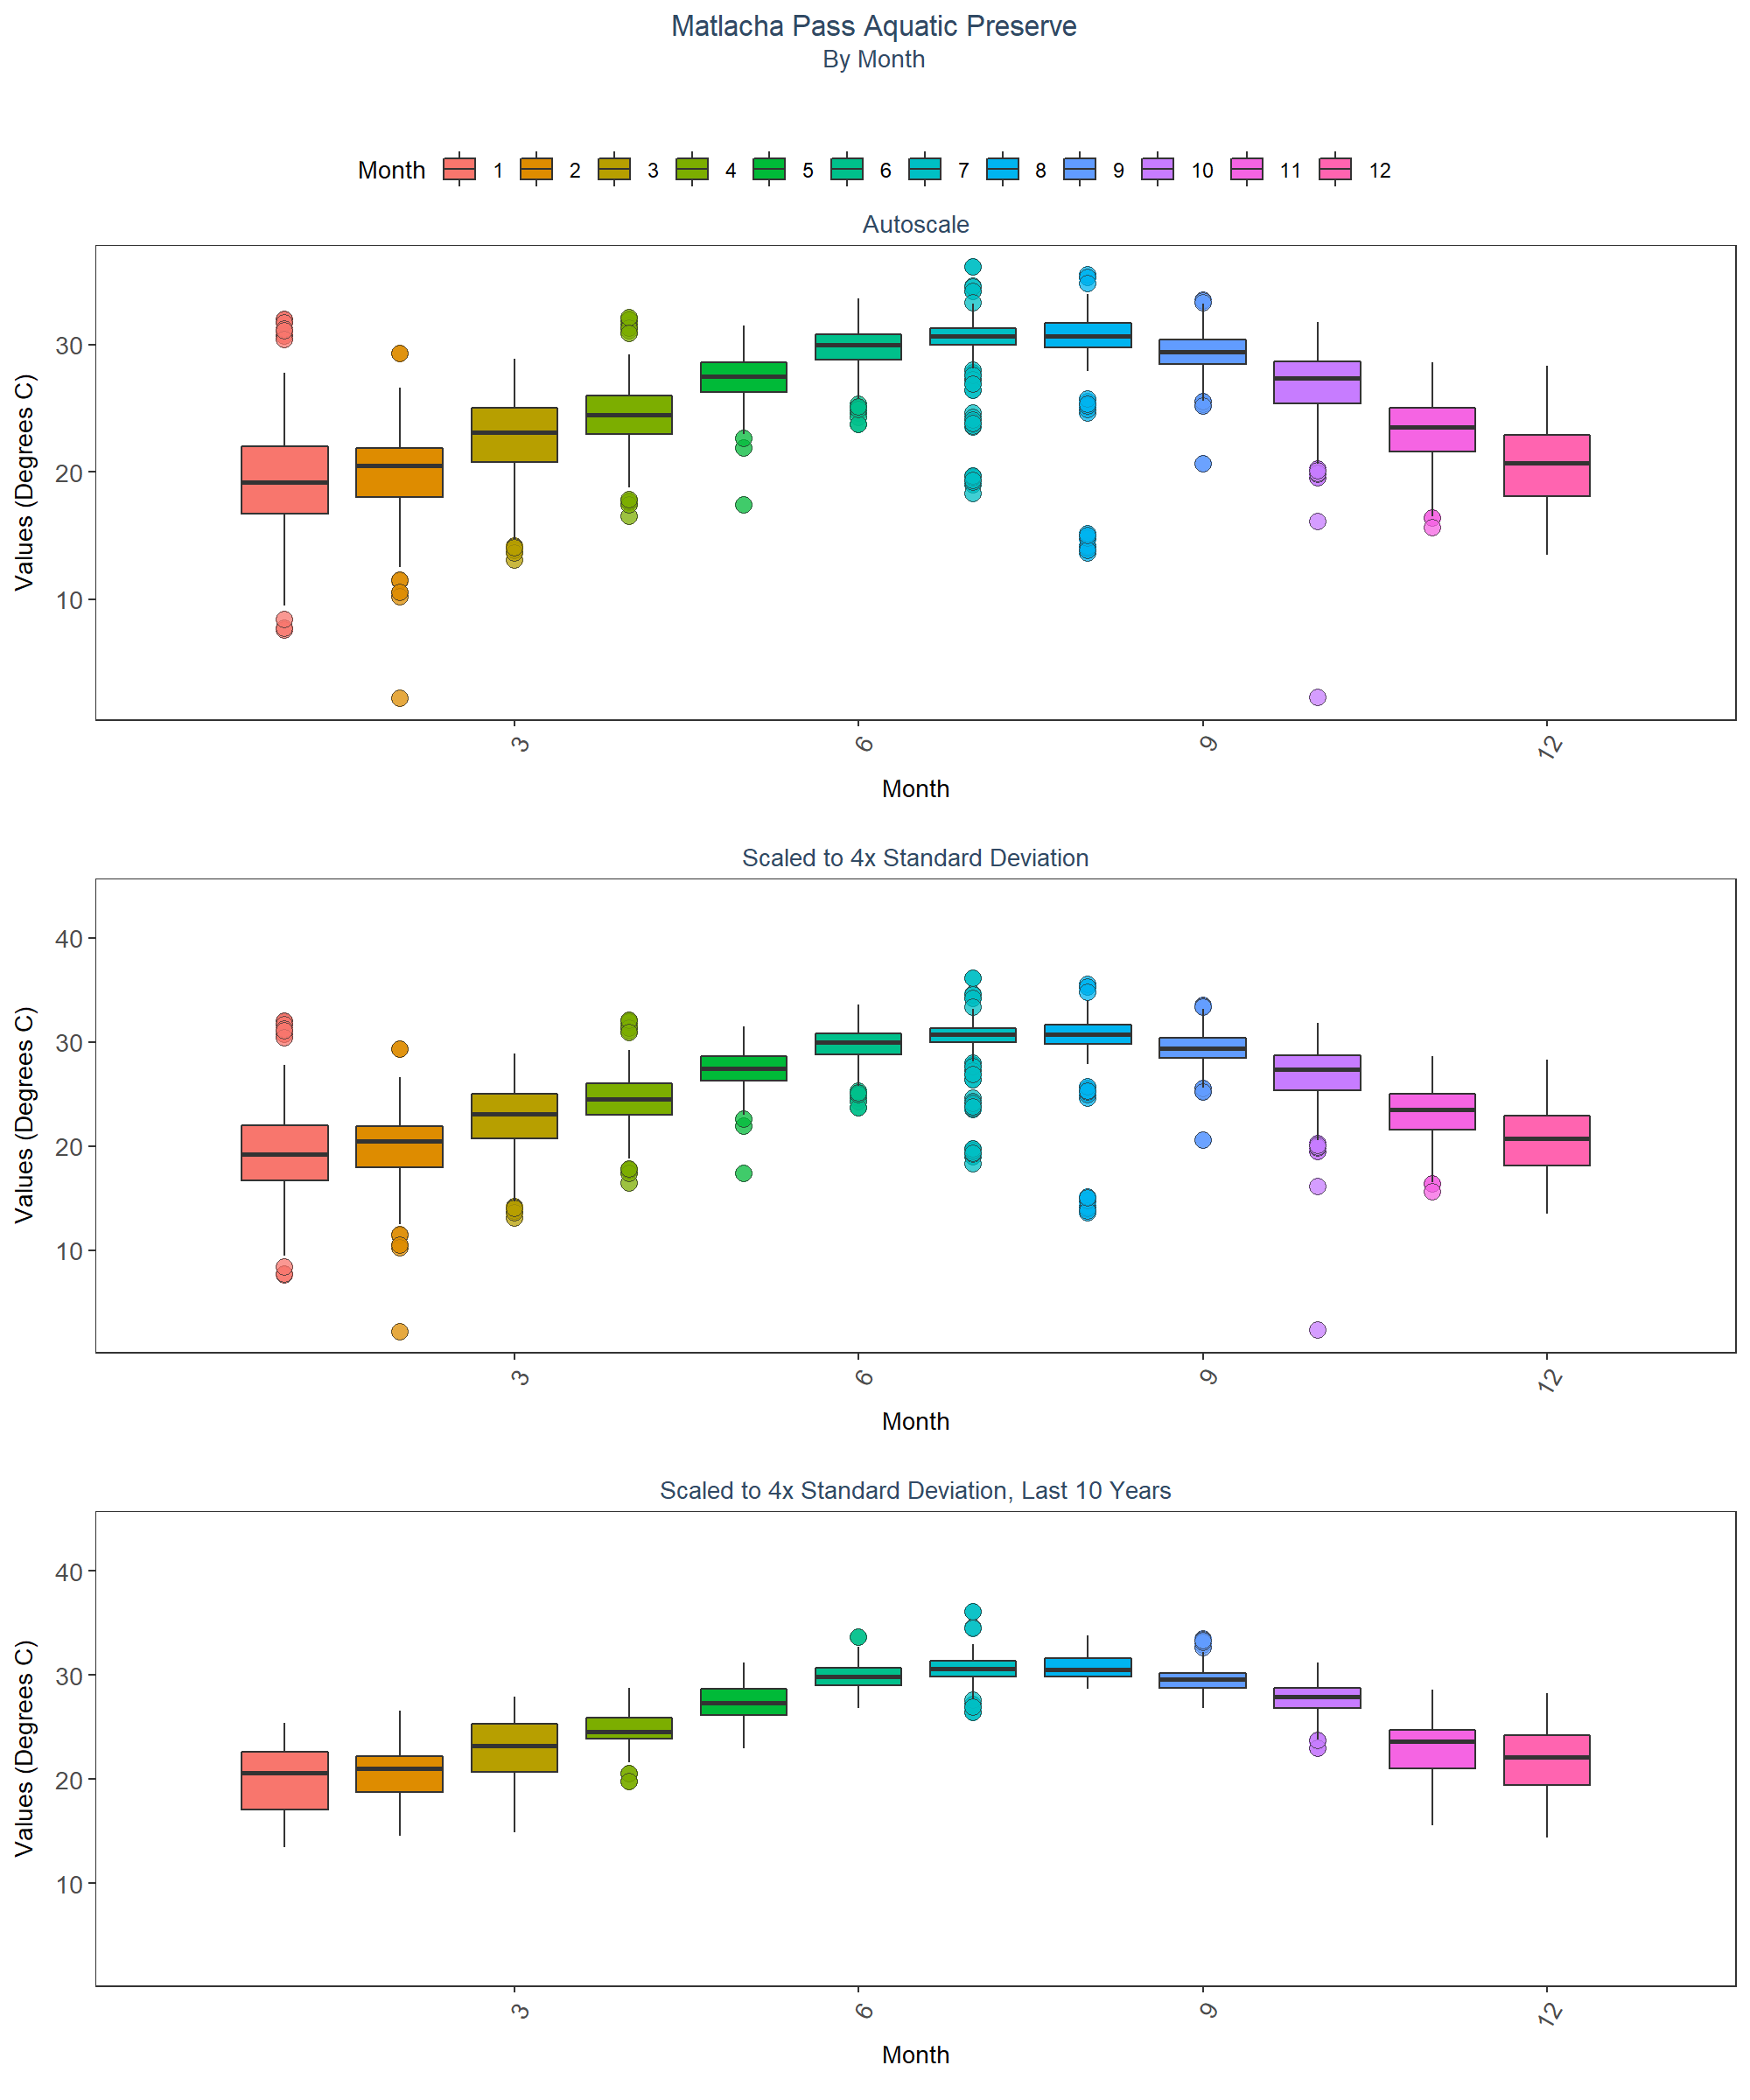 Matlacha Pass Aquatic Preserve
By Month
Month 1 2 3 4 5 6 7 8 9 10 11 12
Autoscale
Values (Degrees C)
30
20
10
3 6 9 12
Month
Scaled to 4x Standard Deviation
Values (Degrees C)
40
30
20
10
3 6 9 12
Month
Scaled to 4x Standard Deviation, Last 10 Years
Values (Degrees C)
40
30
20
10
3 6 9 12
Month